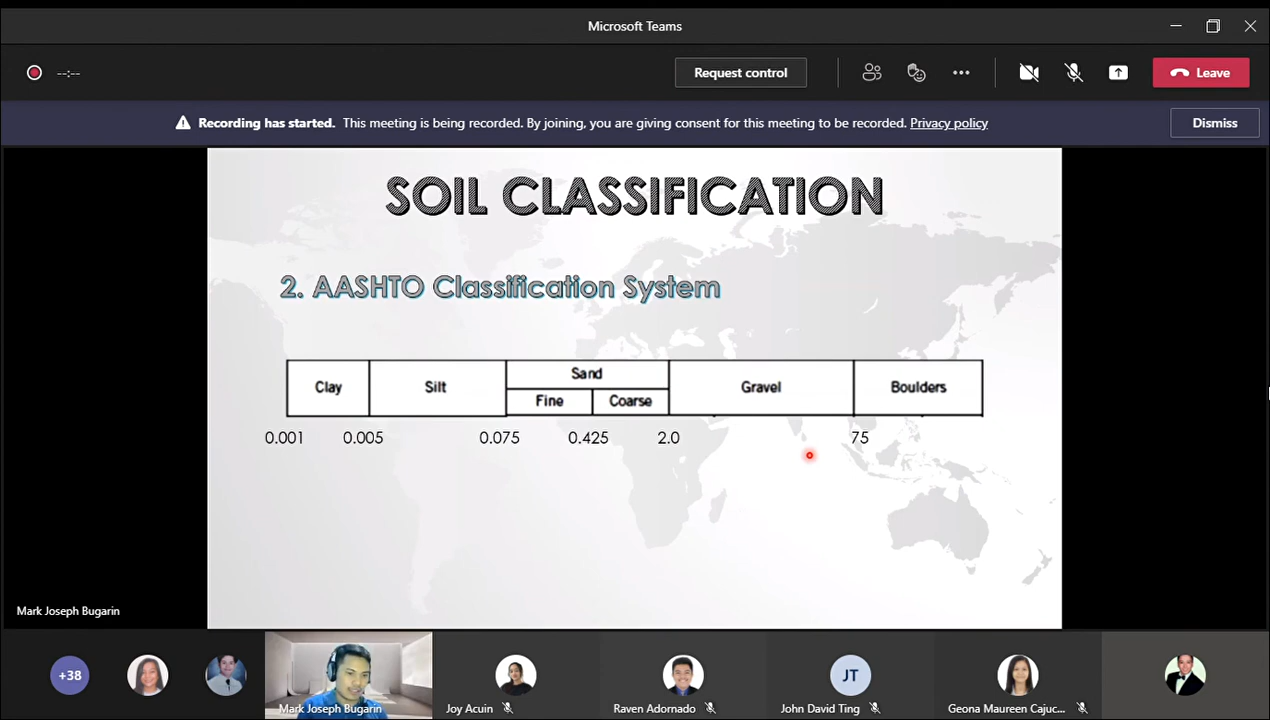 Microsoft Teams
--:--
Request control
Leave
Recording has started. This meeting is being recorded. By joining, you are giving consent for this meeting to be recorded. Privacy policy
Dismiss
SOIL CLASSIFICATION
2. AASHTO Classification System
Clay
Silt
Sand
Fine
Coarse
Gravel
Boulders
0.001 0.005 0.075 0.425 2.0 75
Mark Joseph Bugarin
+38
Mark Joseph Bugarin
Joy Acuin
Raven Adornado
JT
John David Ting
Geona Maureen Cajuc...